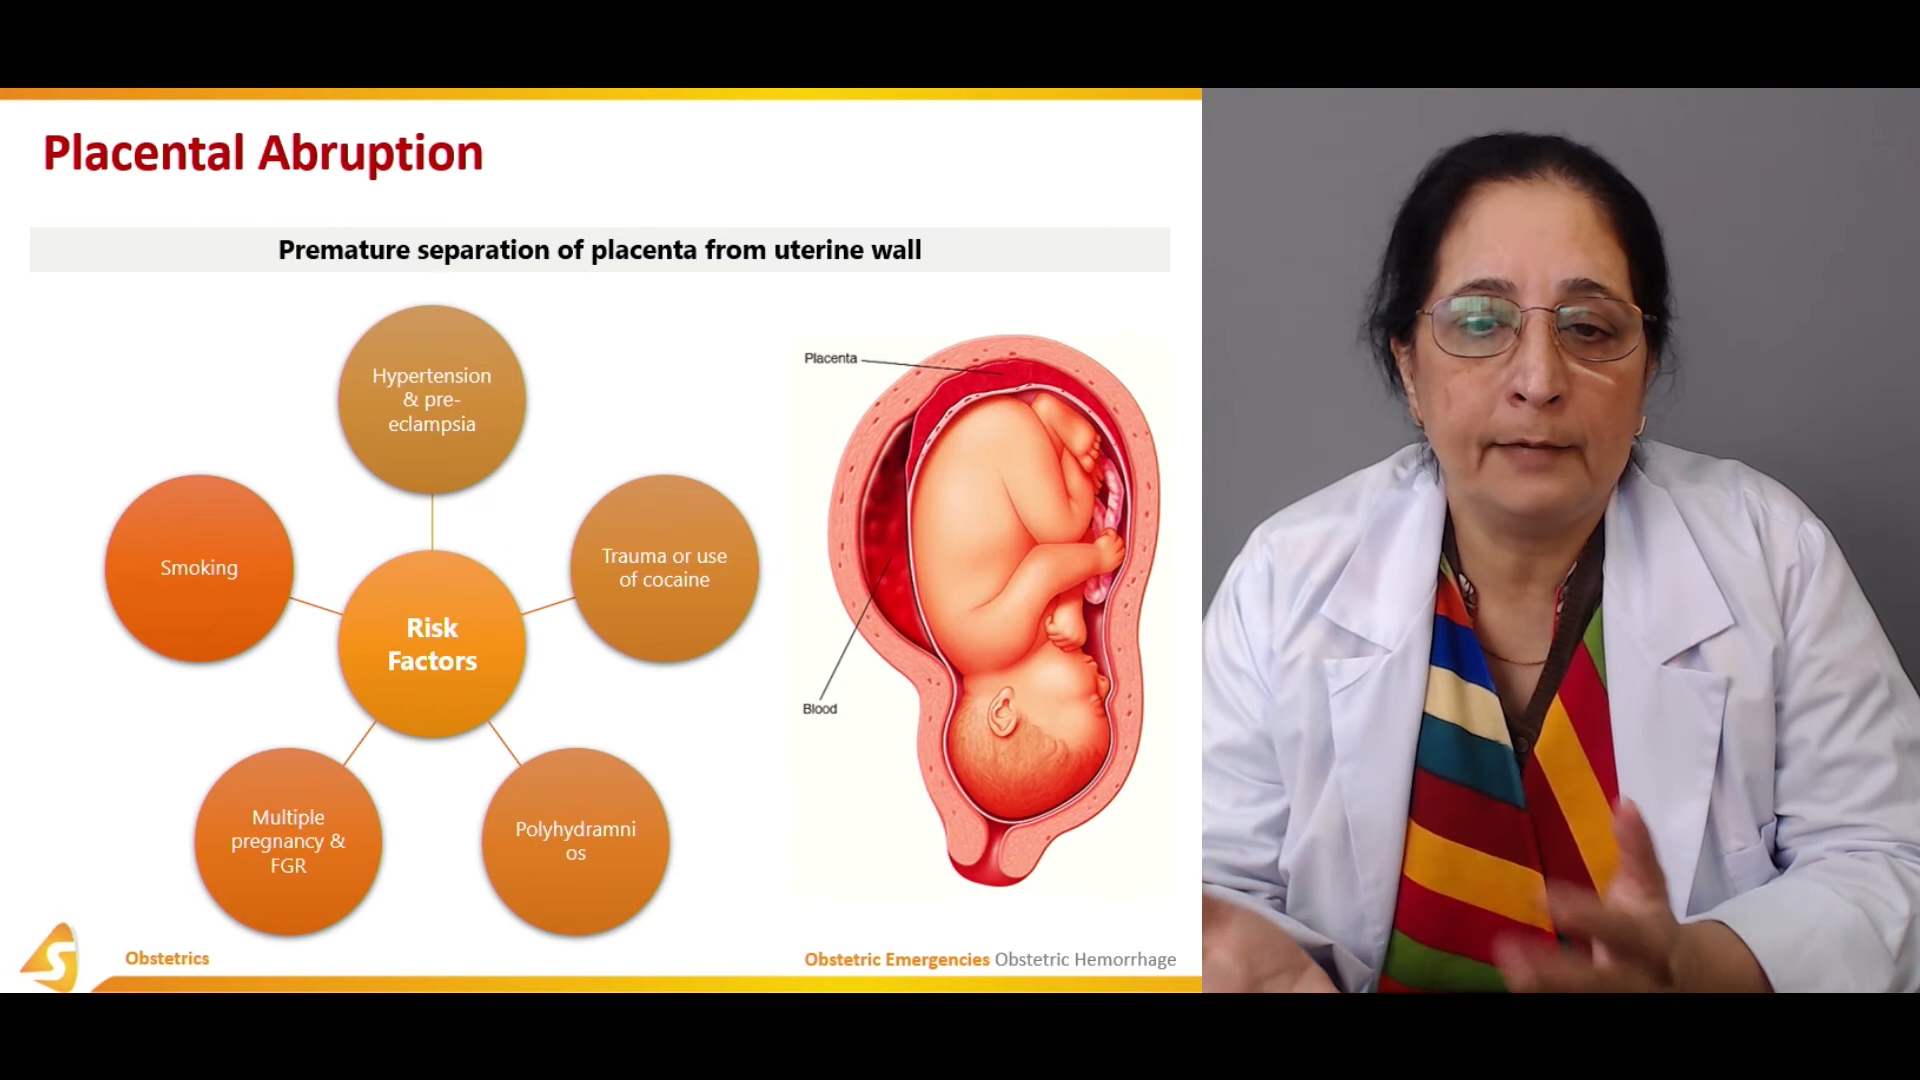 Placental Abruption
Premature separation of placenta from uterine wall
Hypertension
& pre-
eclampsia
Smoking
Trauma or use
of cocaine
Risk
Factors
Multiple
pregnancy &
FGR
Polyhydramni
os
Placenta
Blood
Obstetrics
Obstetric Emergencies Obstetric Hemorrhage